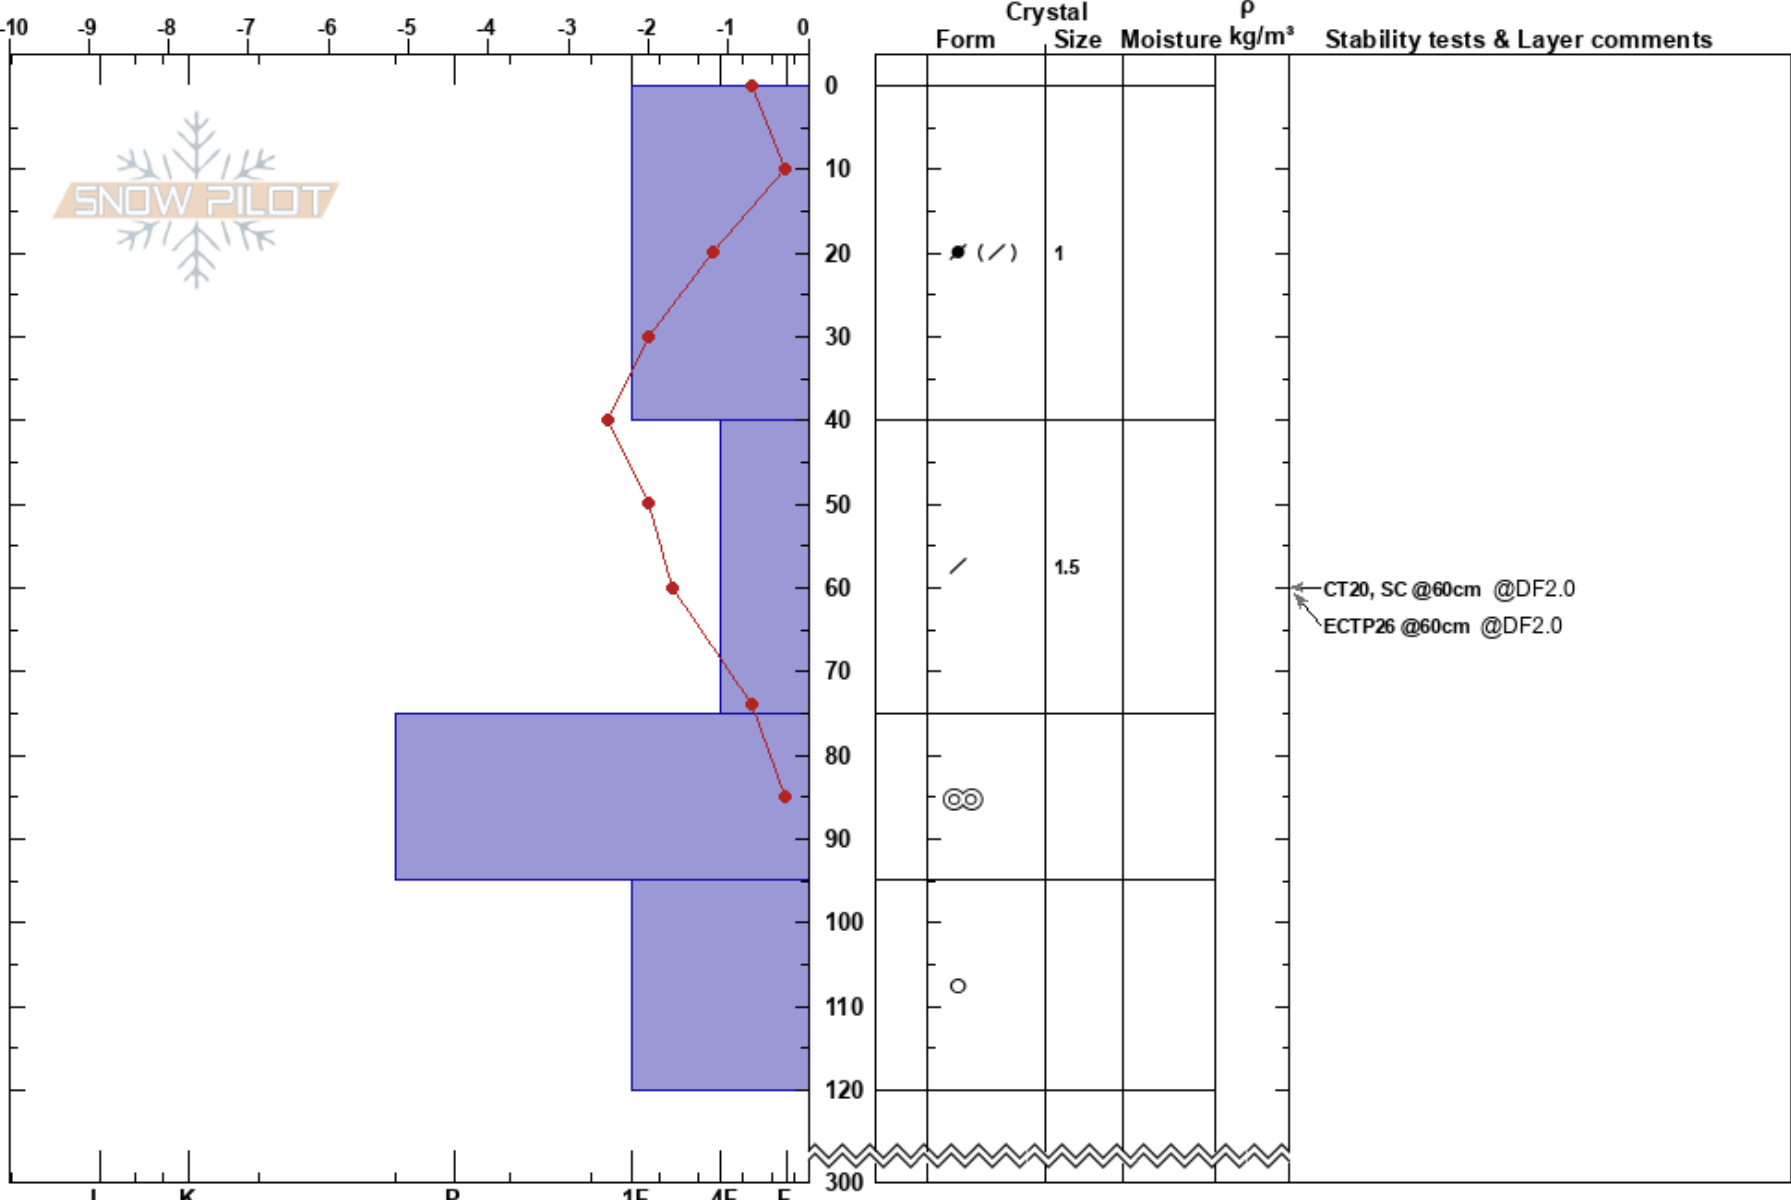 Crystal ρ
-10 -9 -8 -7 -6 -5 -4 -3 -2 -1 0 Form Size Moisture kg/m³ Stability tests & Layer comments
0
10
SNOW PILOT
20 ( ) 1
30
40
50
1.5
60 CT20, SC @60cm @DF2.0
ECTP26 @60cm @DF2.0
70
80
90
100
110
120
300
I K P 1F 4F F